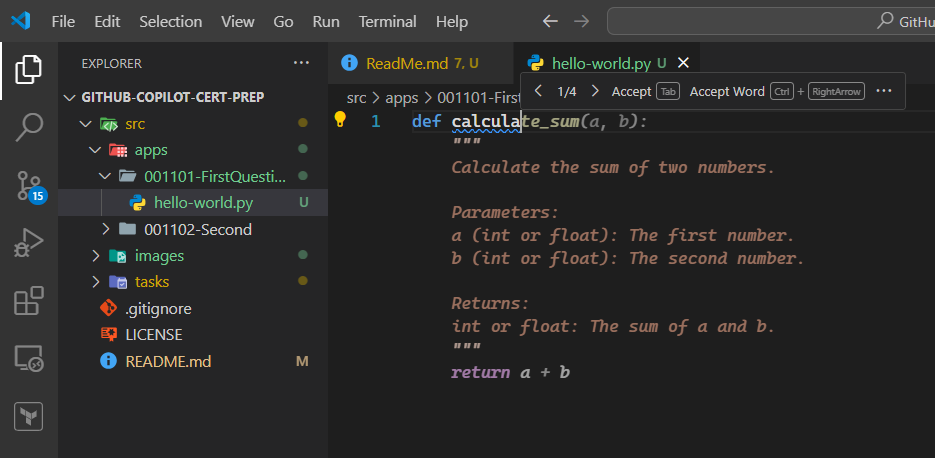 File Edit Selection View Go Run Terminal Help
GitHu
EXPLORER ...
ReadMe.md 7, U
hello-world.py U
GITHUB-COPILOT-CERT-PREP
src
apps
001101-FirstQuesti...
hello-world.py U
001102-Second
images
tasks
.gitignore
LICENSE
README.md M
15
src > apps > 001101-First
< 1/4 > Accept Tab Accept Word Ctrl + RightArrow ...
1 def calculate_sum(a, b):
"""
Calculate the sum of two numbers.
Parameters:
a (int or float): The first number.
b (int or float): The second number.
Returns:
int or float: The sum of a and b.
"""
return a + b